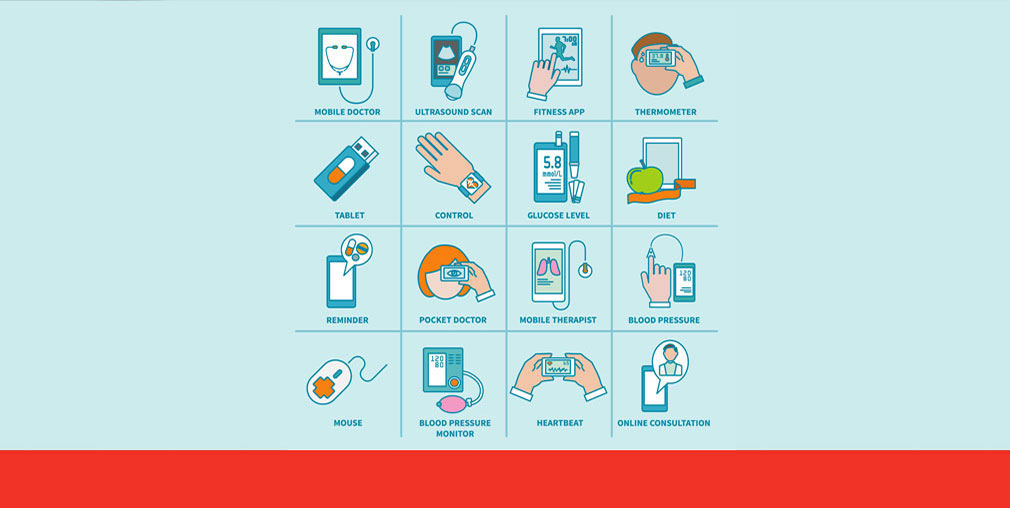 MOBILE DOCTOR
ULTRASOUND SCAN
7:00
FITNESS APP
THERMOMETER
TABLET
CONTROL
5.8
mmol/L
GLUCOSE LEVEL
DIET
REMINDER
POCKET DOCTOR
MOBILE THERAPIST
120
80
BLOOD PRESSURE
MOUSE
120
80
BLOOD PRESSURE
MONITOR
HEARTBEAT
ONLINE CONSULTATION